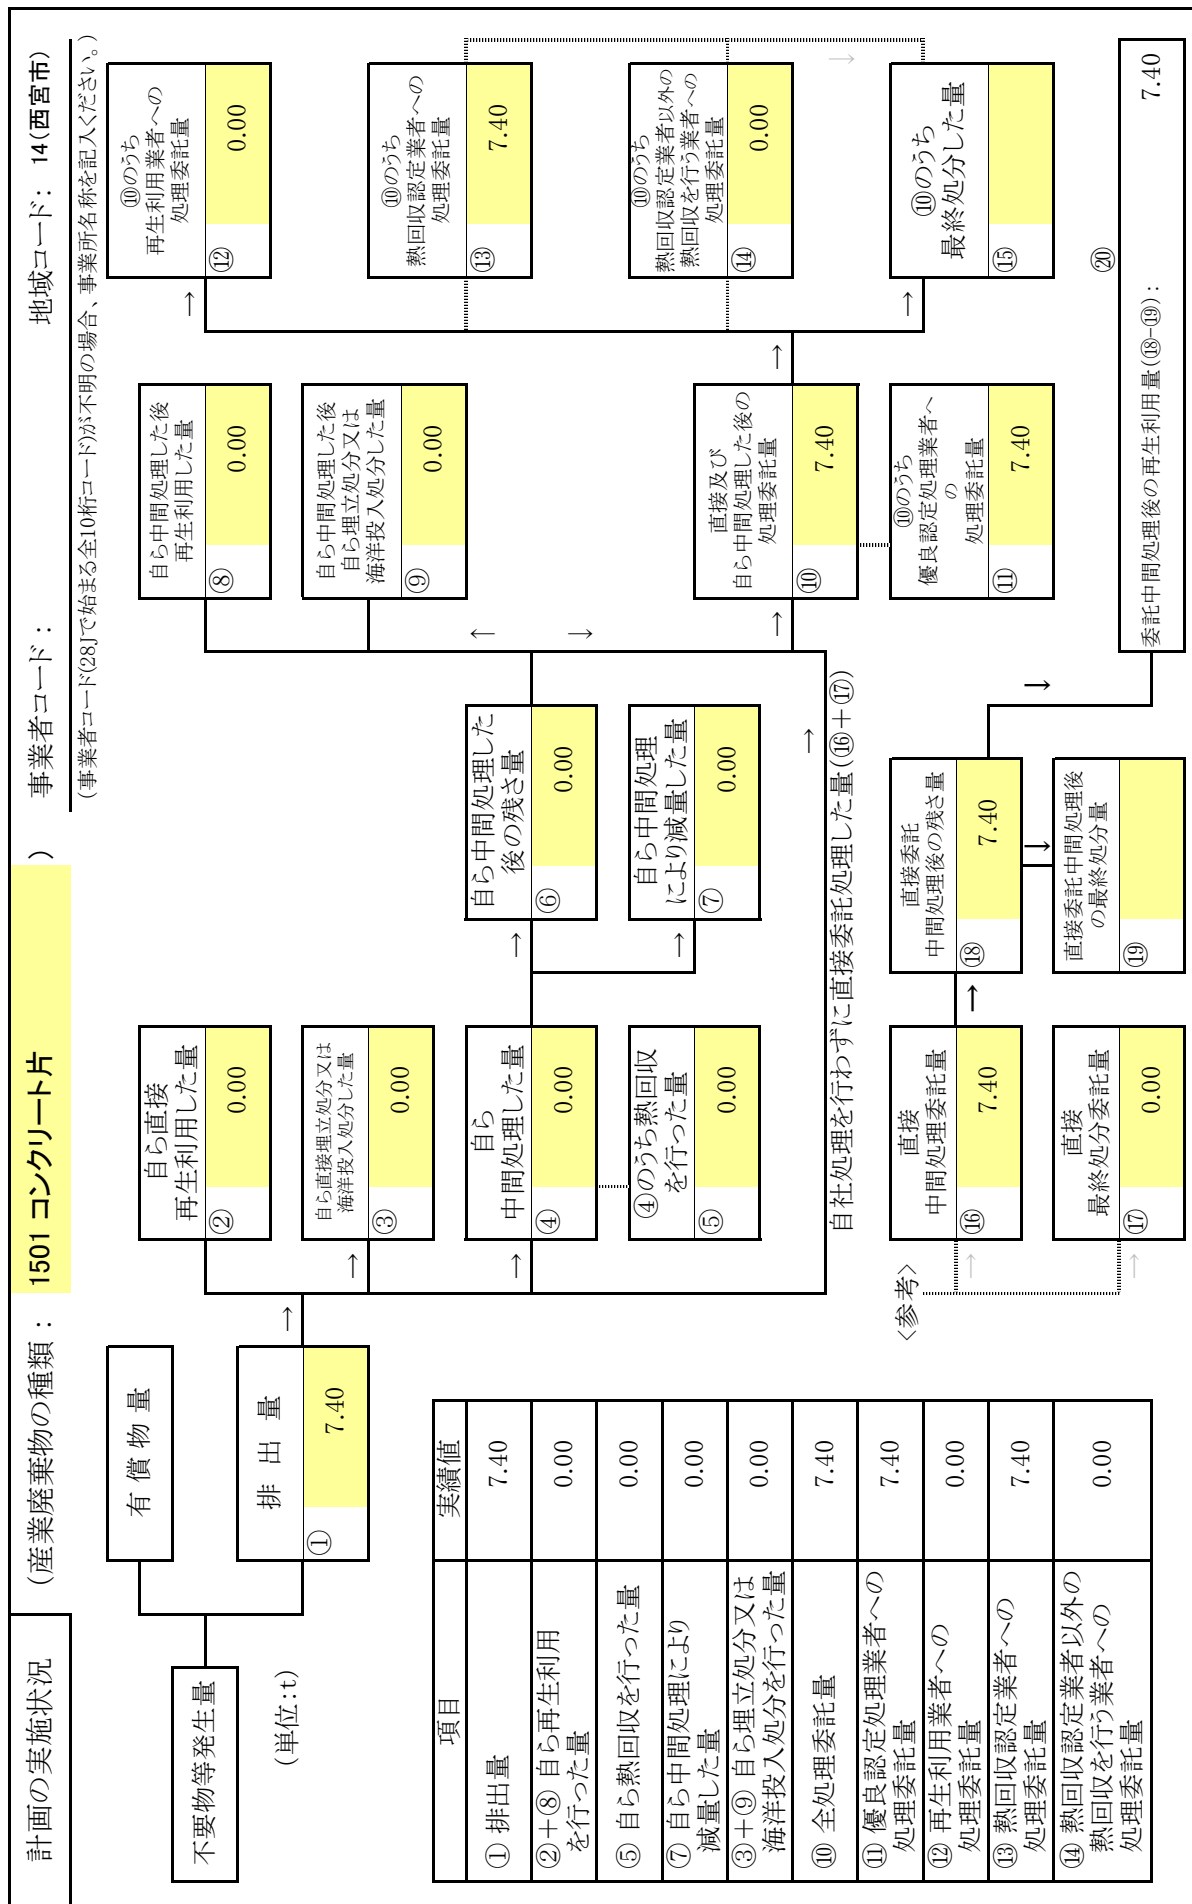 計画の実施状況
(産業廃棄物の種類 : 1501 コンクリート片 )
事業者コード :
地域コード : 14(西宮市)
(事業者コード(「28」で始まる全10桁コード)が不明の場合、事業所名称を記入ください。)
不要物等発生量
(単位:t)
有 償 物 量
排 出 量
① 7.40
→
自ら直接
再生利用した量
② 0.00
→
自ら直接埋立処分又は
海洋投入処分した量
③ 0.00
→
自ら
中間処理した量
④ 0.00
④のうち熱回収
を行った量
⑤ 0.00
→
自ら中間処理した
後の残さ量
⑥ 0.00
→
自ら中間処理
により減量した量
⑦ 0.00
↑
↓
自ら中間処理した後
再生利用した量
⑧ 0.00
自ら中間処理した後
自ら埋立処分又は
海洋投入処分した量
⑨ 0.00
→
直接及び
自ら中間処理した後の
処理委託量
⑩ 7.40
⑩のうち
優良認定処理業者へ
の
処理委託量
⑪ 7.40
→
→
⑩のうち
再生利用業者への
処理委託量
⑫ 0.00
⑩のうち
熱回収認定業者への
処理委託量
⑬ 7.40
⑩のうち
熱回収認定業者以外の
熱回収を行う業者への
処理委託量
⑭ 0.00
↓
→
⑩のうち
最終処分した量
⑮
自社処理を行わずに直接委託処理した量(⑯+⑰)
→
<参考>
→
直接
中間処理委託量
⑯ 7.40
→
直接
最終処分委託量
⑰ 0.00
→
直接委託
中間処理後の残さ量
⑱ 7.40
↓
直接委託中間処理後
の最終処分量
⑲
↓
⑳
委託中間処理後の再生利用量(⑱-⑲) : 7.40
項目 実績値
① 排出量 7.40
②+⑧ 自ら再生利用
を行った量 0.00
⑤ 自ら熱回収を行った量 0.00
⑦ 自ら中間処理により
減量した量 0.00
③+⑨ 自ら埋立処分又は
海洋投入処分を行った量 0.00
⑩ 全処理委託量 7.40
⑪ 優良認定処理業者への
処理委託量 7.40
⑫ 再生利用業者への
処理委託量 0.00
⑬ 熱回収認定業者への
処理委託量 7.40
⑭ 熱回収認定業者以外の
熱回収を行う業者への
処理委託量 0.00